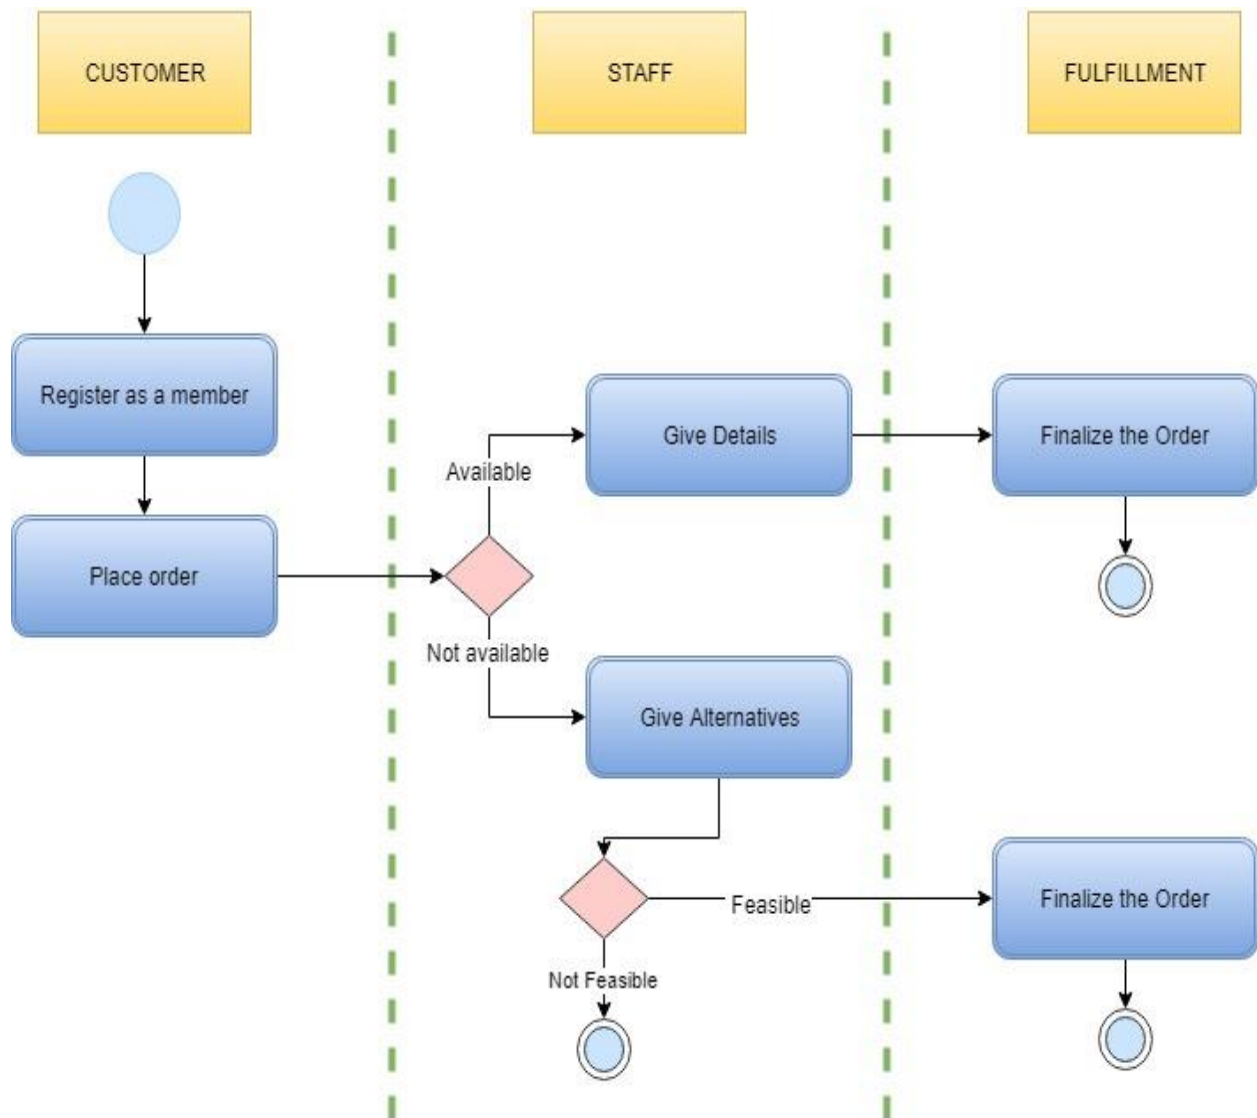 CUSTOMER
STAFF
FULFILLMENT
Register as a member
Give Details
Finalize the Order
Available
Place order
Not available
Give Alternatives
Feasible
Finalize the Order
Not Feasible